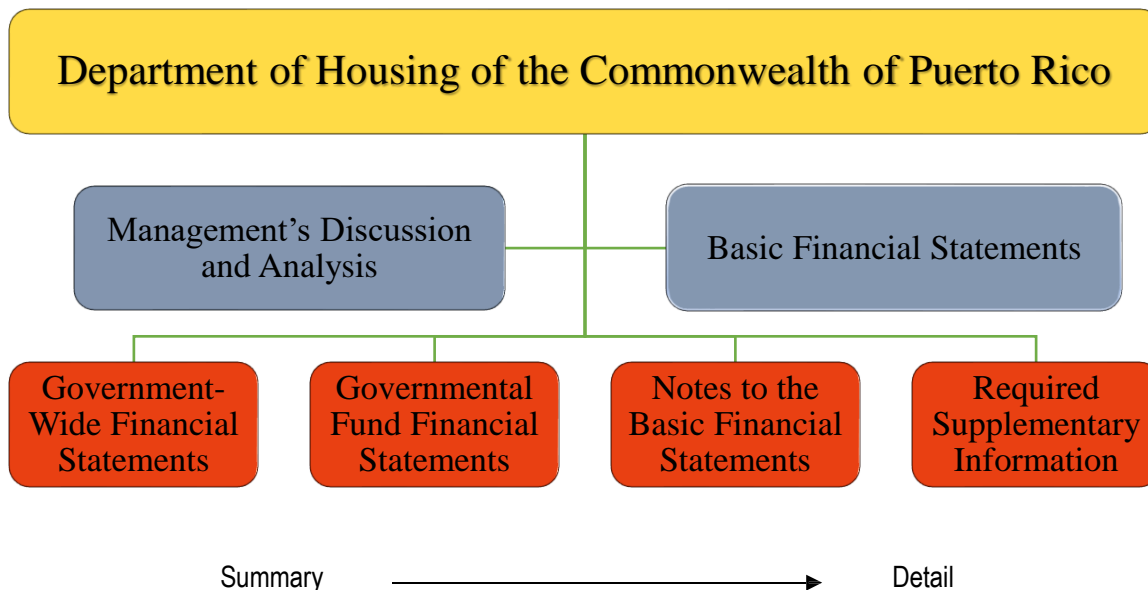 Department of Housing of the Commonwealth of Puerto Rico
Management’s Discussion
and Analysis
Basic Financial Statements
Government-
Wide Financial
Statements
Governmental
Fund Financial
Statements
Notes to the
Basic Financial
Statements
Required
Supplementary
Information
Summary
Detail